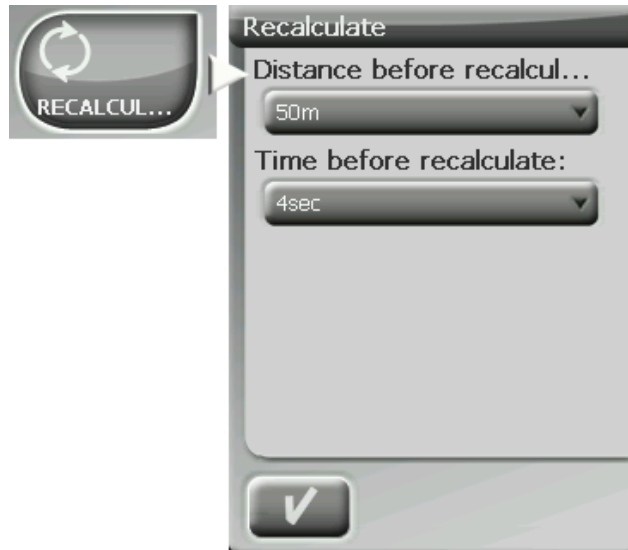 RECALCUL...
Recalculate
Distance before recalcul...
50m
Time before recalculate:
4sec